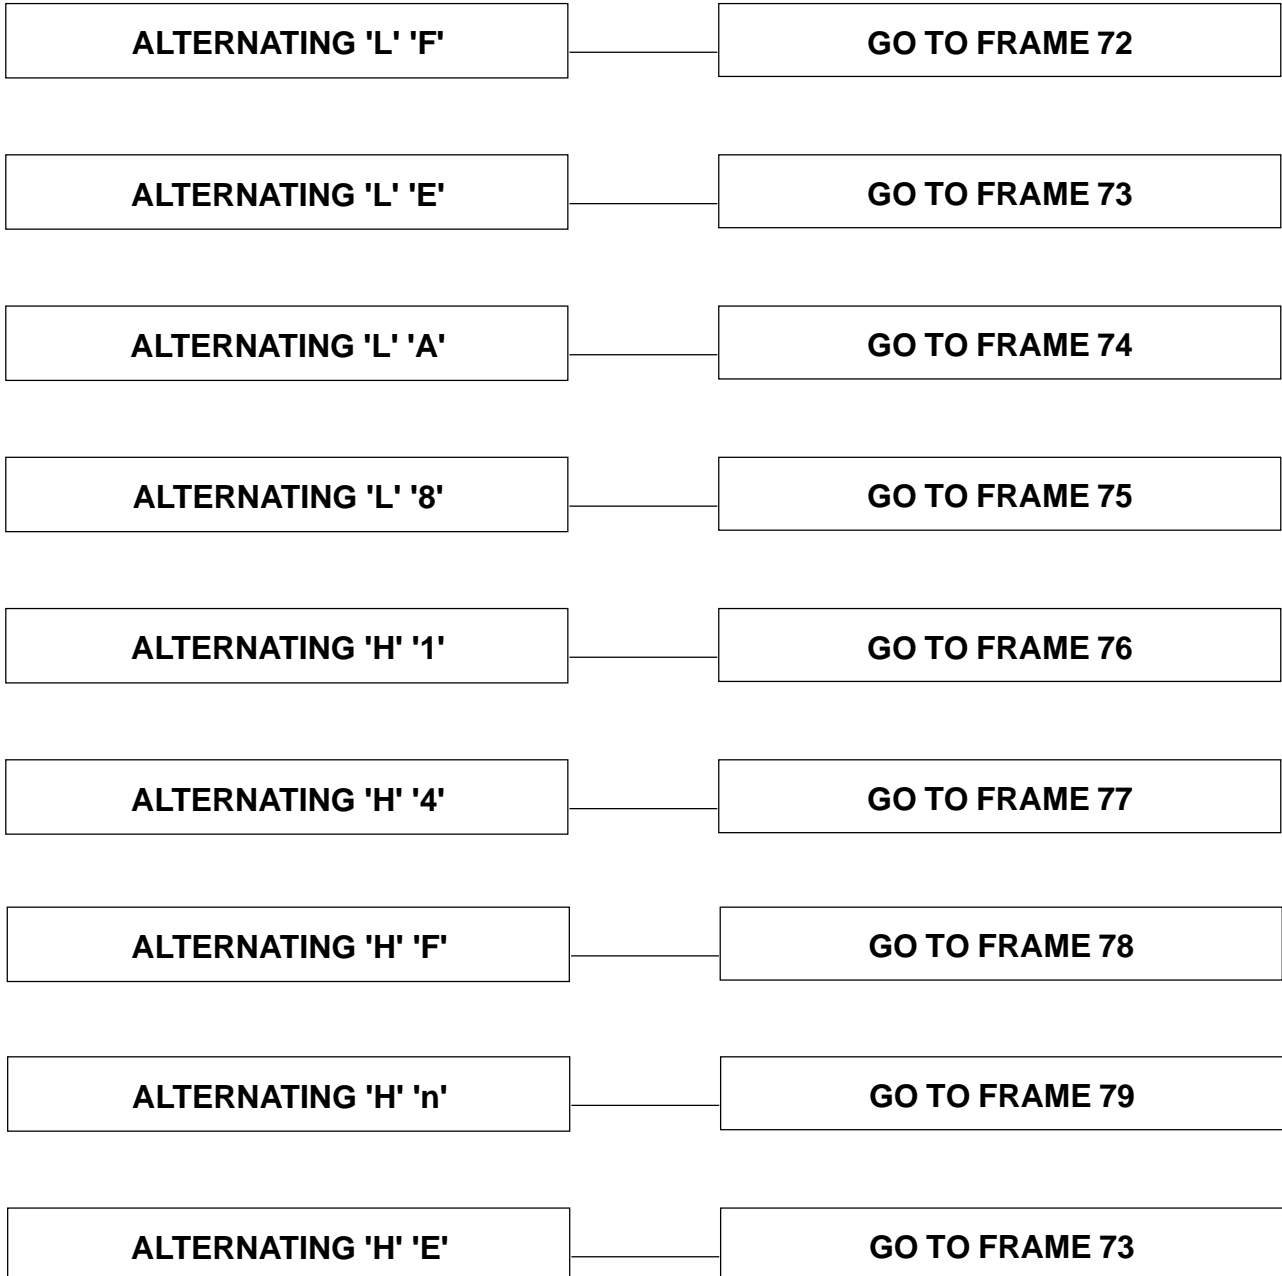 ALTERNATING 'L' 'F' GO TO FRAME 72
ALTERNATING 'L' 'E' GO TO FRAME 73
ALTERNATING 'L' 'A' GO TO FRAME 74
ALTERNATING 'L' '8' GO TO FRAME 75
ALTERNATING 'H' '1' GO TO FRAME 76
ALTERNATING 'H' '4' GO TO FRAME 77
ALTERNATING 'H' 'F' GO TO FRAME 78
ALTERNATING 'H' 'n' GO TO FRAME 79
ALTERNATING 'H' 'E' GO TO FRAME 73